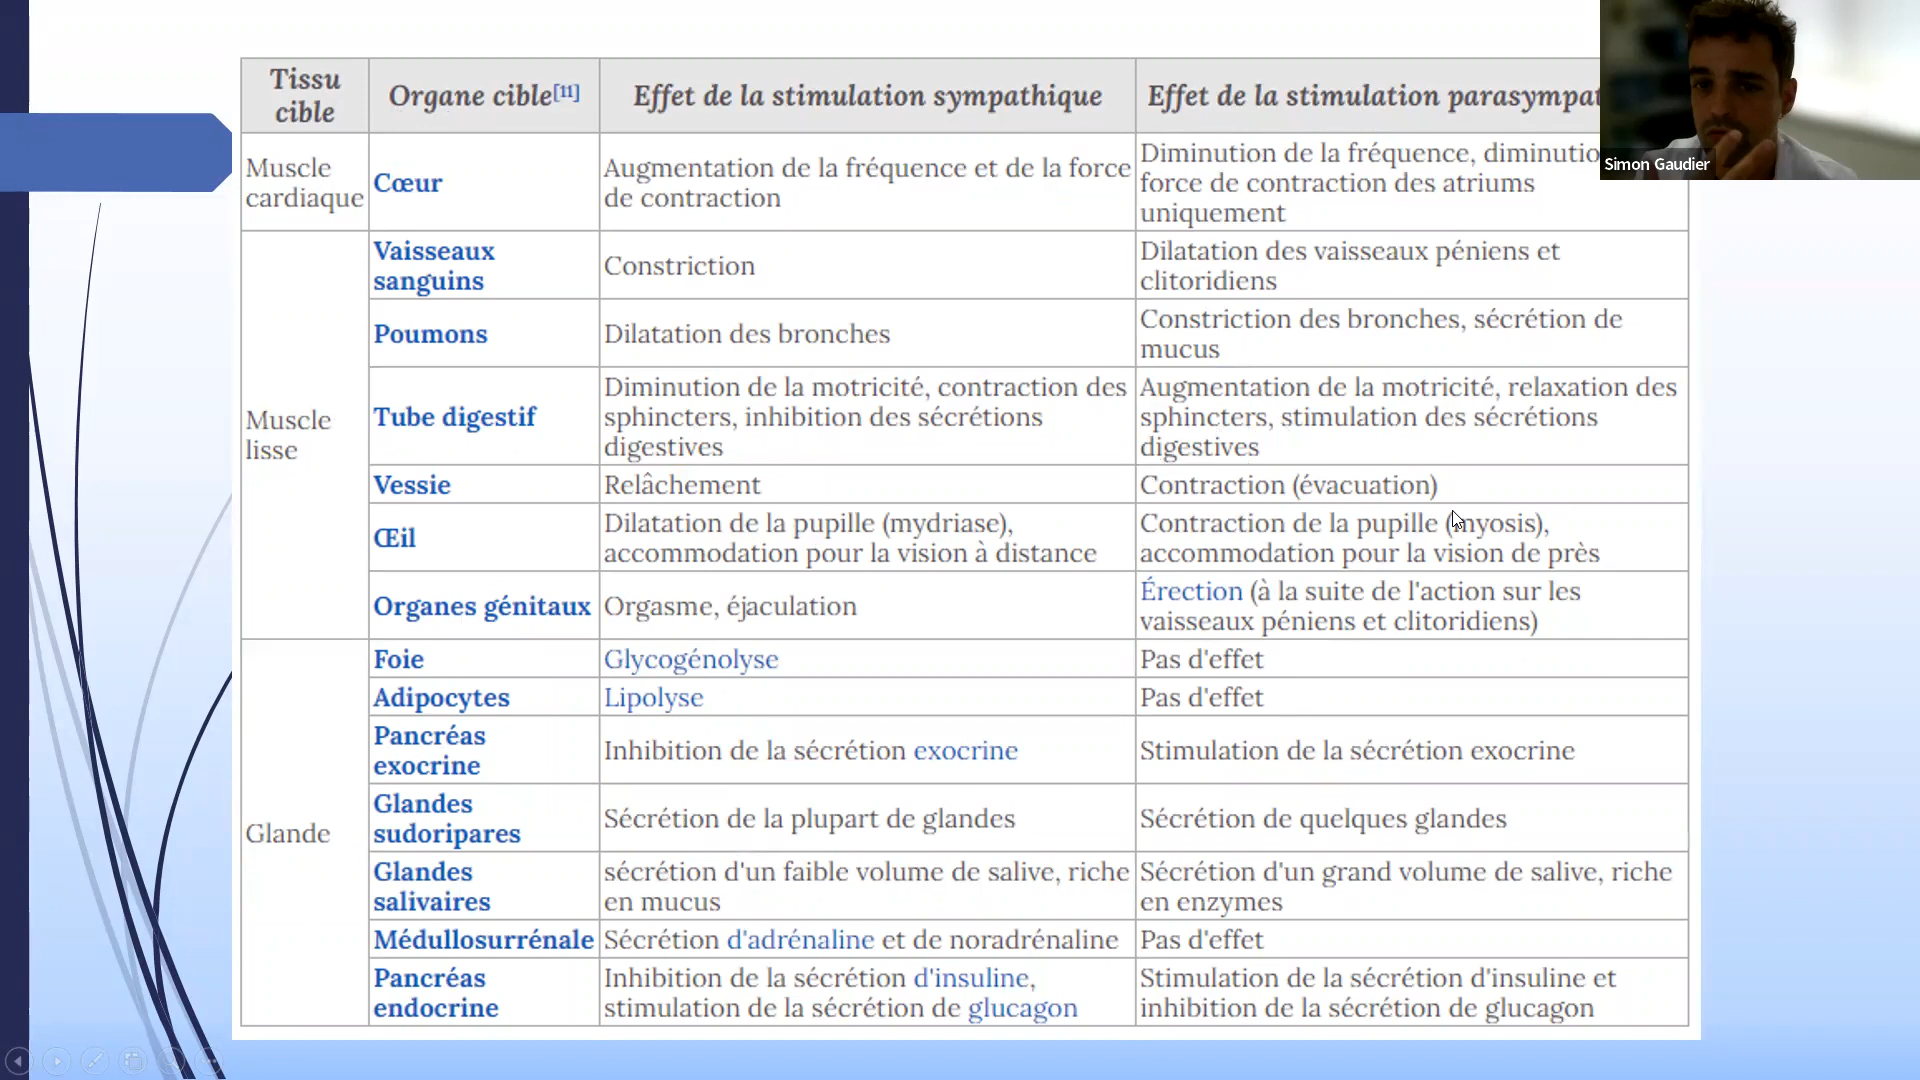 Tissu
cible
Organe cible[11]
Effet de la stimulation sympathique
Effet de la stimulation
Simon Gaudier
Muscle
cardiaque
Cœur
Augmentation de la fréquence et de la force
de contraction
Diminution de la fréquence,
force de contraction des atriums
uniquement
Muscle
lisse
Vaisseaux
sanguins
Constriction
Dilatation des vaisseaux péniens et
clitoridiens
Poumons
Dilatation des bronches
Constriction des bronches, sécrétion de
mucus
Tube digestif
Diminution de la motricité, contraction des
sphincters, inhibition des sécrétions
digestives
Augmentation de la motricité, relaxation des
sphincters, stimulation des sécrétions
digestives
Vessie
Relâchement
Contraction (évacuation)
Œil
Dilatation de la pupille (mydriase),
accommodation pour la vision à distance
Contraction de la pupille (myosis),
accommodation pour la vision de près
Organes génitaux
Orgasme, éjaculation
Érection (à la suite de l'action sur les
vaisseaux péniens et clitoridiens)
Glande
Foie
Glycogénolyse
Pas d'effet
Adipocytes
Lipolyse
Pas d'effet
Pancréas
exocrine
Inhibition de la sécrétion exocrine
Stimulation de la sécrétion exocrine
Glandes
sudoripares
Sécrétion de la plupart de glandes
Sécrétion de quelques glandes
Glandes
salivaires
sécrétion d'un faible volume de salive, riche
en mucus
Sécrétion d'un grand volume de salive, riche
en enzymes
Médullosurrénale
Sécrétion d'adrénaline et de noradrénaline
Pas d'effet
Pancréas
endocrine
Inhibition de la sécrétion d'insuline,
stimulation de la sécrétion de glucagon
Stimulation de la sécrétion d'insuline et
inhibition de la sécrétion de glucagon